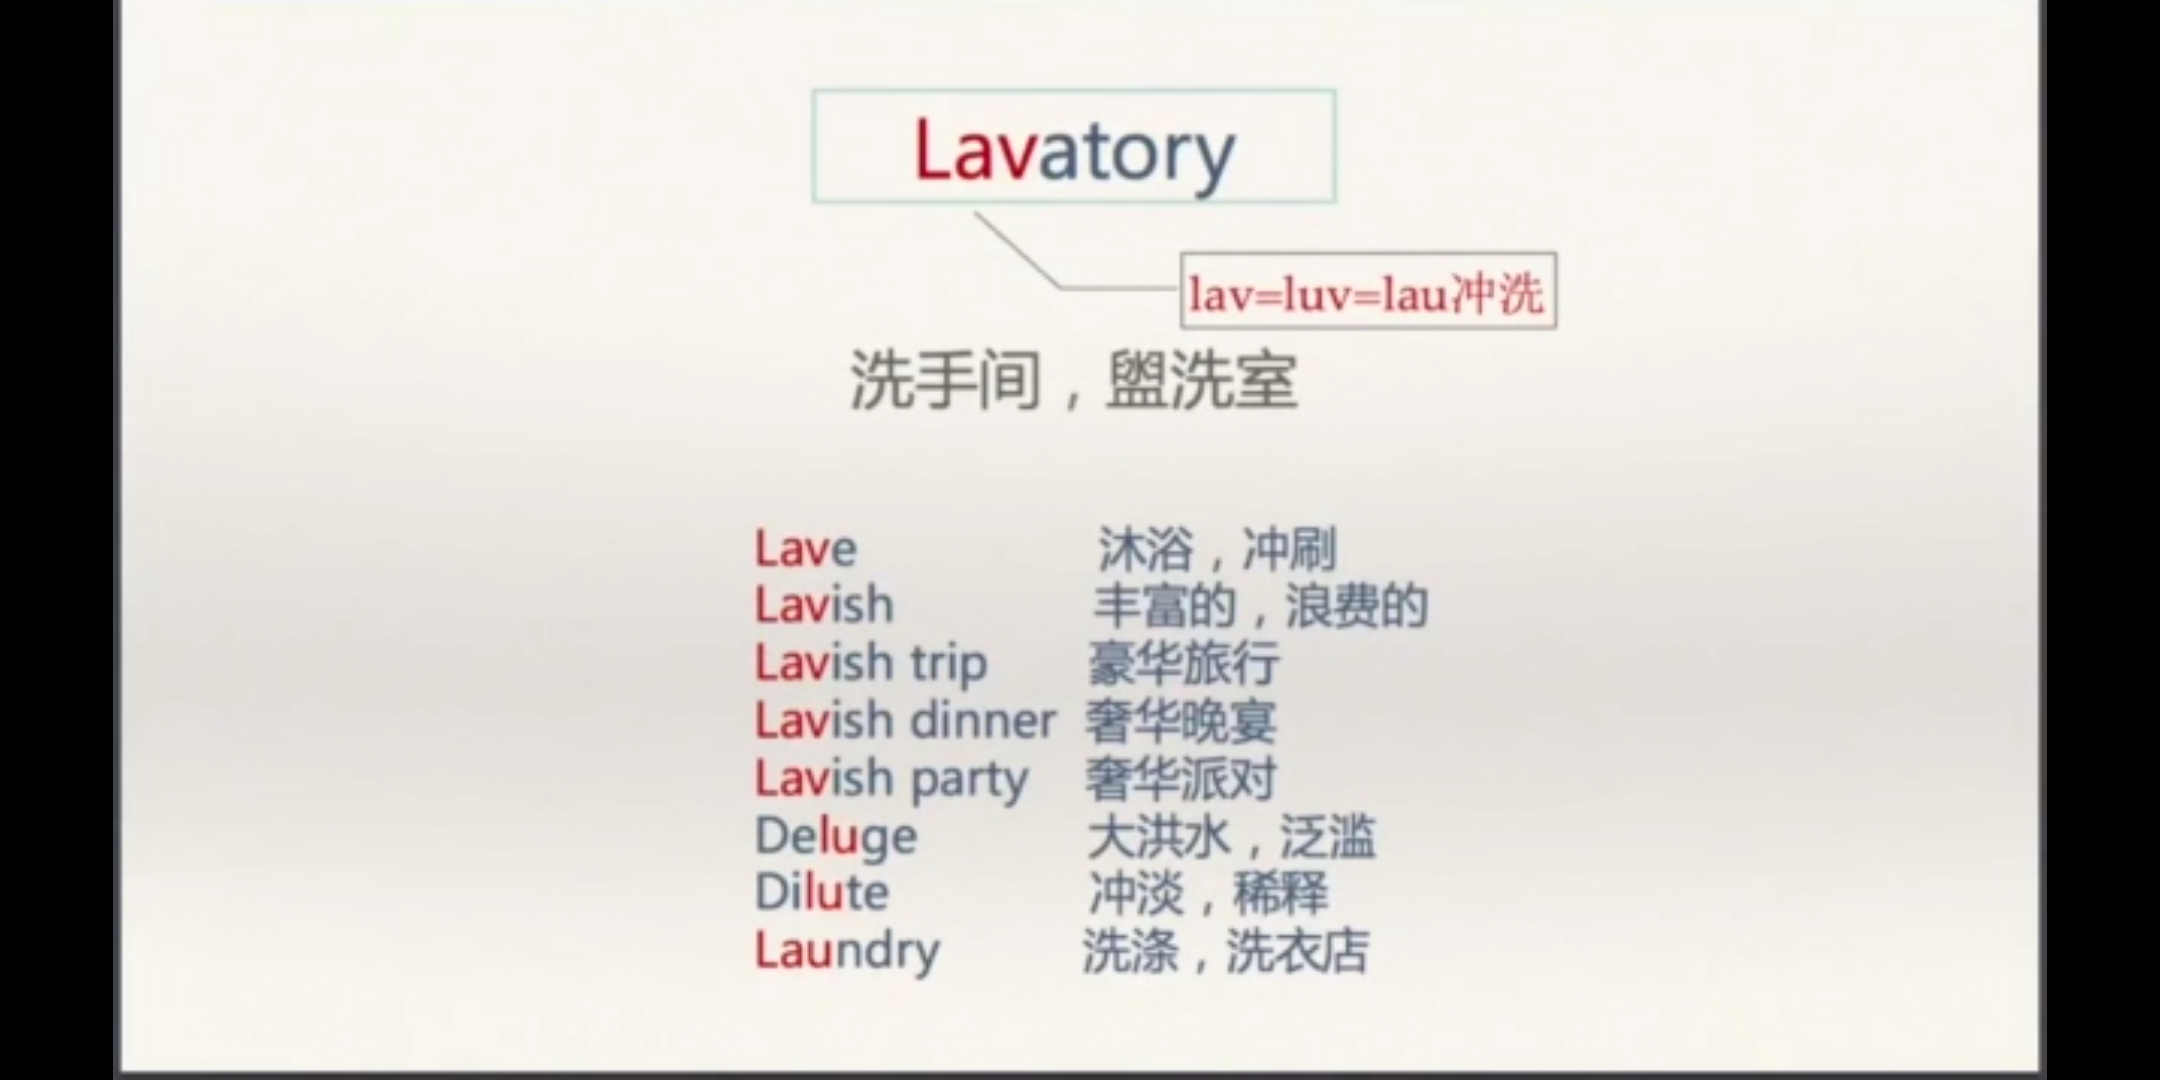 Lavatory
lav=luv=lau冲洗
洗手间，盥洗室
Lave 沐浴，冲刷
Lavish 丰富的，浪费的
Lavish trip 豪华旅行
Lavish dinner 奢华晚宴
Lavish party 奢华派对
Deluge 大洪水，泛滥
Dilute 冲淡，稀释
Laundry 洗涤，洗衣店